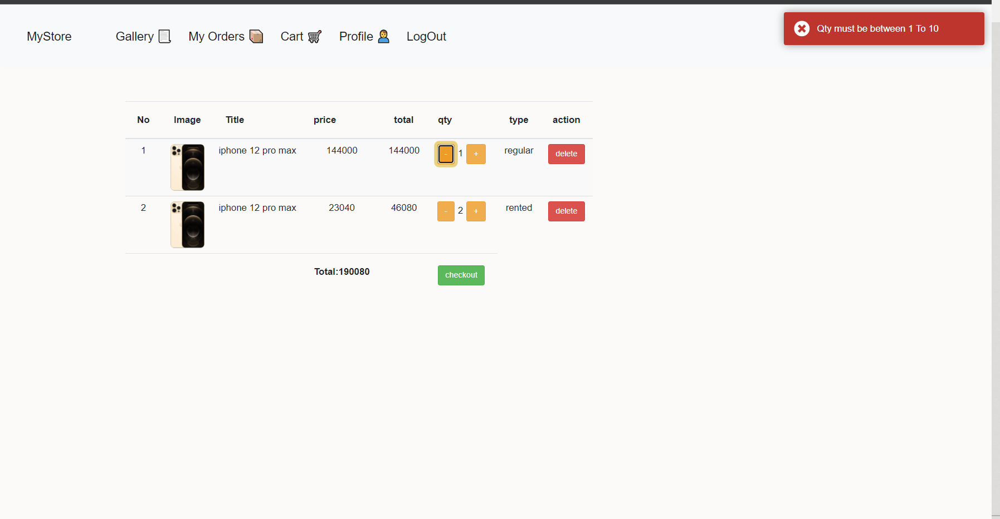 MyStore Gallery My Orders Cart Profile LogOut
Qty must be between 1 To 10
No Image Title price total qty type action
1 iphone 12 pro max 144000 144000 - 1 + regular delete
2 iphone 12 pro max 23040 46080 - 2 + rented delete
Total:190080 checkout